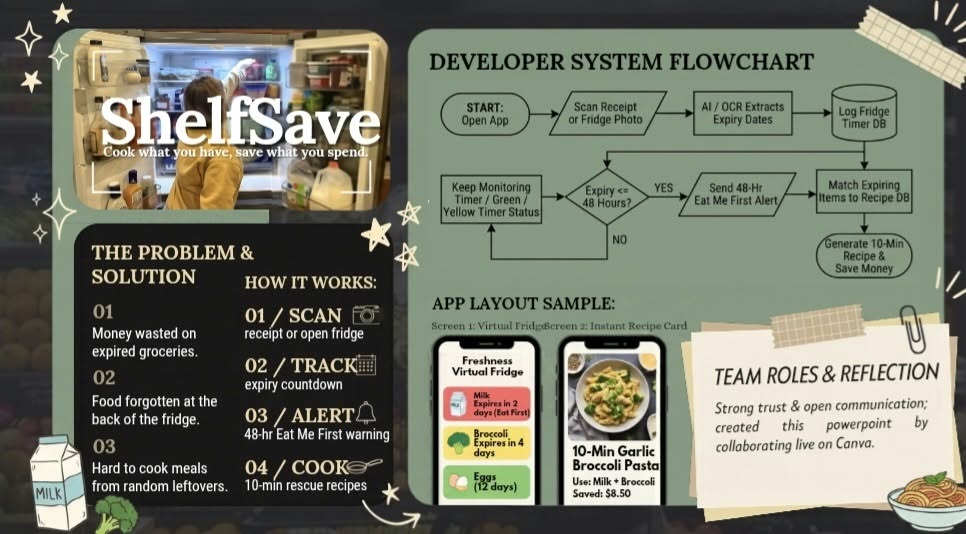 ShelfSave
Cook what you have, save what you spend.
THE PROBLEM &
SOLUTION
01
Money wasted on
expired groceries.
02
Food forgotten at the
back of the fridge.
03
Hard to cook meals
from random leftovers.
HOW IT WORKS:
01 / SCAN
receipt or open fridge
02 / TRACK
expiry countdown
03 / ALERT
48-hr Eat Me First warning
04 / COOK
10-min rescue recipes
MILK
DEVELOPER SYSTEM FLOWCHART
START:
Open App
Scan Receipt
or Fridge Photo
AI / OCR Extracts
Expiry Dates
Log Fridge
Timer DB
Keep Monitoring
Timer / Green /
Yellow Timer Status
Expiry <=
48 Hours?
YES
NO
Send 48-Hr
Eat Me First Alert
Match Expiring
Items to Recipe DB
Generate 10-Min
Recipe &
Save Money
APP LAYOUT SAMPLE:
Screen 1: Virtual Fridge
Screen 2: Instant Recipe Card
Freshness
Virtual Fridge
Milk
Expires in 2
days (Eat First)
Broccoli
Expires in 4
days
Eggs
(12 days)
10-Min Garlic
Broccoli Pasta
Use: Milk + Broccoli
Saved: $8.50
TEAM ROLES & REFLECTION
Strong trust & open communication;
created this powerpoint by
collaborating live on Canva.